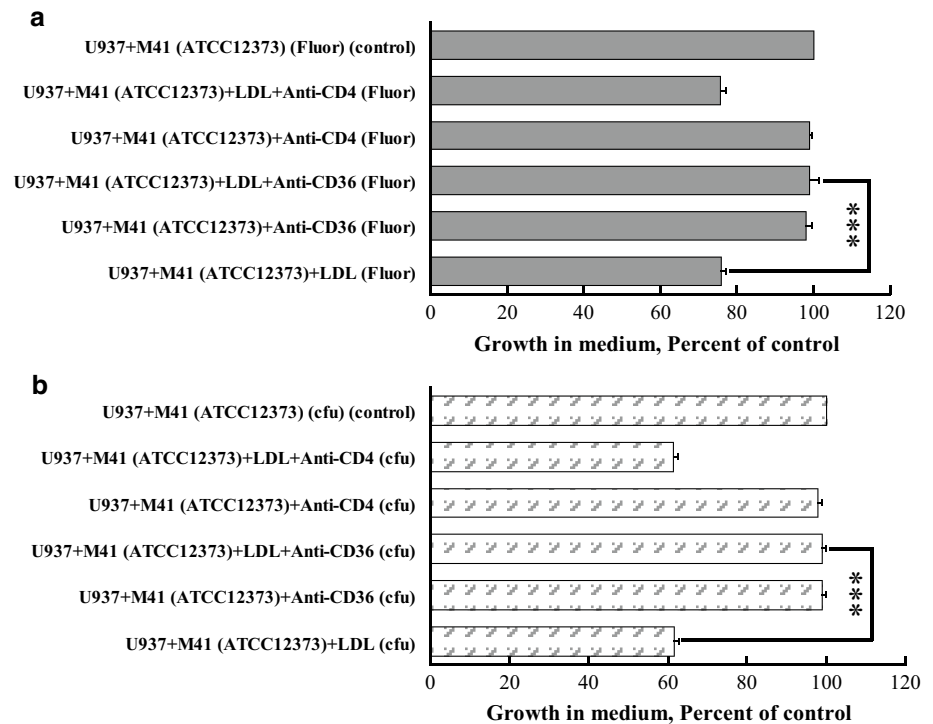 a
U937+M41 (ATCC12373) (Fluor) (control)
U937+M41 (ATCC12373)+LDL+Anti-CD4 (Fluor)
U937+M41 (ATCC12373)+Anti-CD4 (Fluor)
U937+M41 (ATCC12373)+LDL+Anti-CD36 (Fluor)
U937+M41 (ATCC12373)+Anti-CD36 (Fluor)
U937+M41 (ATCC12373)+LDL (Fluor)
***
0 20 40 60 80 100 120
Growth in medium, Percent of control
b
U937+M41 (ATCC12373) (cfu) (control)
U937+M41 (ATCC12373)+LDL+Anti-CD4 (cfu)
U937+M41 (ATCC12373)+Anti-CD4 (cfu)
U937+M41 (ATCC12373)+LDL+Anti-CD36 (cfu)
U937+M41 (ATCC12373)+Anti-CD36 (cfu)
U937+M41 (ATCC12373)+LDL (cfu)
***
0 20 40 60 80 100 120
Growth in medium, Percent of control